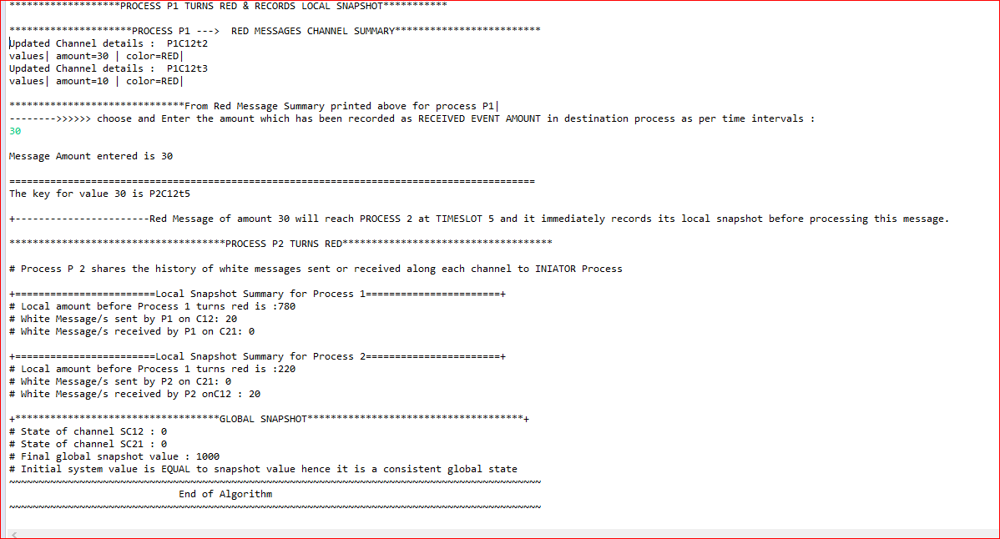 *******************PROCESS P1 TURNS RED & RECORDS LOCAL SNAPSHOT***********
*********************PROCESS P1 ---> RED MESSAGES CHANNEL SUMMARY*************************
Updated Channel details : P1C12t2
values| amount=30 | color=RED|
Updated Channel details : P1C12t3
values| amount=10 | color=RED|
******************************From Red Message Summary printed above for process P1|
-------->>>>>> choose and Enter the amount which has been recorded as RECEIVED EVENT AMOUNT in destination process as per time intervals :
30
Message Amount entered is 30
==========================================================================================
The key for value 30 is P2C12t5
+-----------------------Red Message of amount 30 will reach PROCESS 2 at TIMESLOT 5 and it immediately records its local snapshot before processing this message.
*************************************PROCESS P2 TURNS RED************************************
# Process P 2 shares the history of white messages sent or received along each channel to INIATOR Process
+========================Local Snapshot Summary for Process 1=======================+
# Local amount before Process 1 turns red is :780
# White Message/s sent by P1 on C12: 20
# White Message/s received by P1 on C21: 0
+========================Local Snapshot Summary for Process 2=======================+
# Local amount before Process 1 turns red is :220
# White Message/s sent by P2 on C21: 0
# White Message/s received by P2 onC12 : 20
+***********************************GLOBAL SNAPSHOT*************************************+
# State of channel SC12 : 0
# State of channel SC21 : 0
# Final global snapshot value : 1000
# Initial system value is EQUAL to snapshot value hence it is a consistent global state
~~~~~~~~~~~~~~~~~~~~~~~~~~~~~~~~~~~~~~~~~~~~~~~~~~~~~~~~~~~~~~~~~~~~~~~~~~~~~~~~~~~~~~~~~~~
End of Algorithm
~~~~~~~~~~~~~~~~~~~~~~~~~~~~~~~~~~~~~~~~~~~~~~~~~~~~~~~~~~~~~~~~~~~~~~~~~~~~~~~~~~~~~~~~~~~